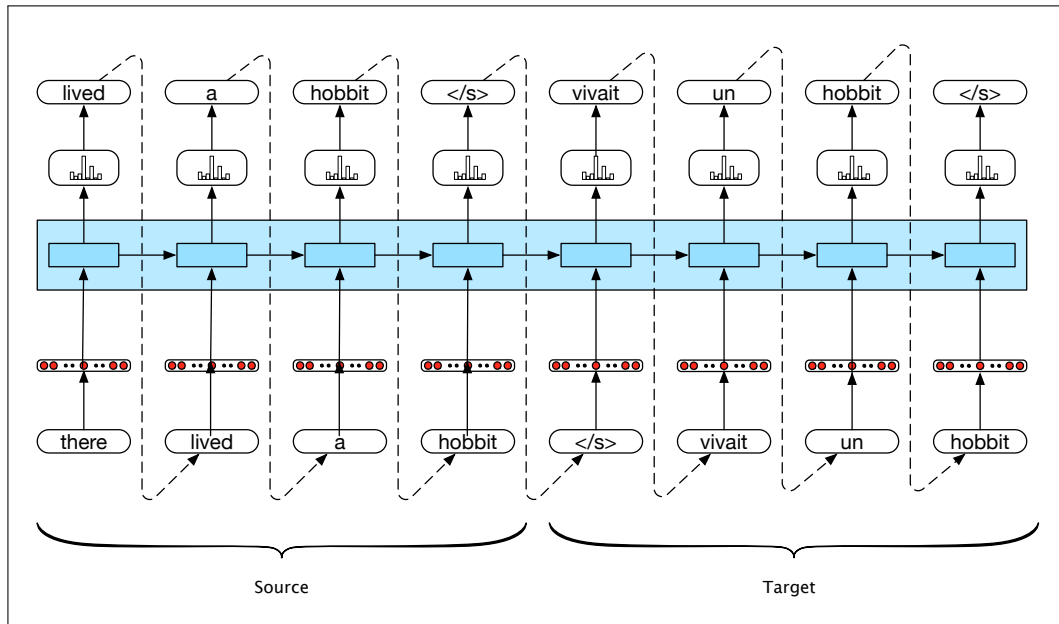 lived a hobbit </s> vivait un hobbit </s>
there lived a hobbit </s> vivait un hobbit
Source Target